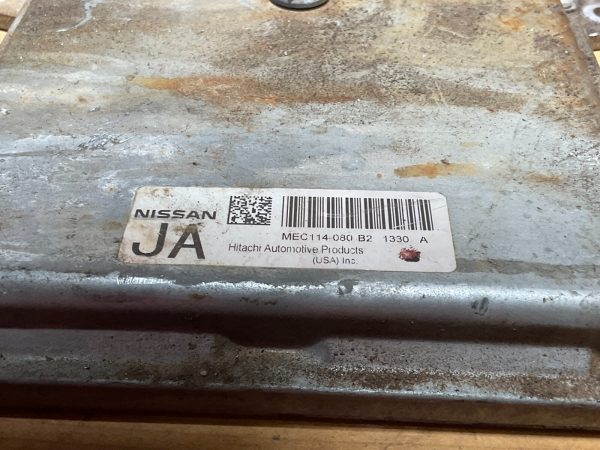 NISSAN
JA
MEC114-080 B2 1330 A
Hitachi Automotive Products
(USA) Inc.